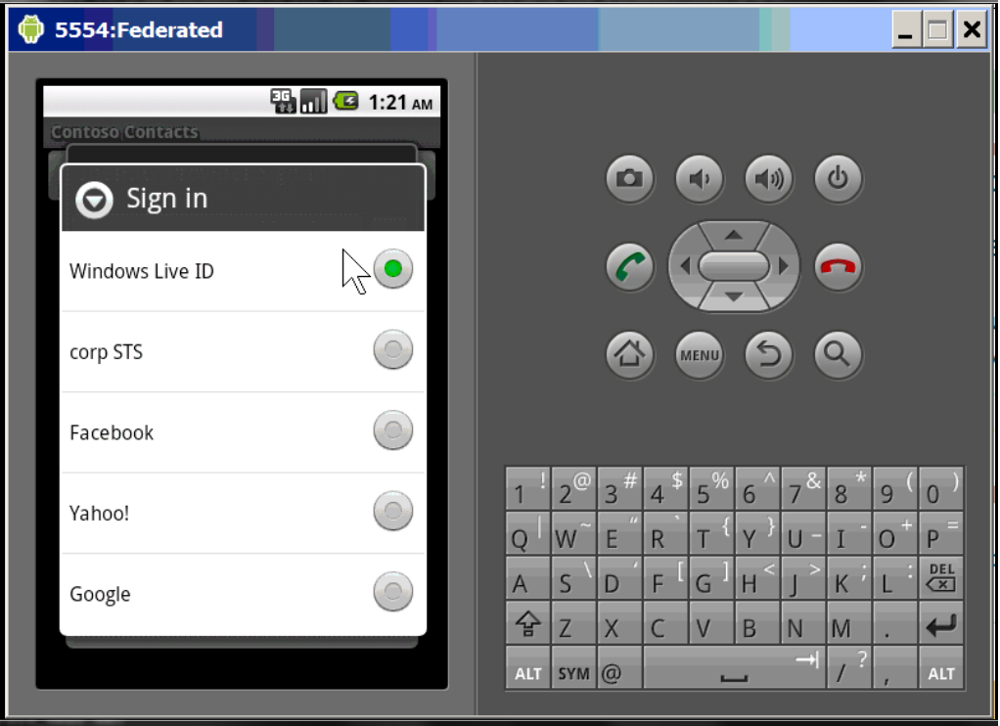 5554:Federated
3G 1:21 AM
Contoso Contacts
Sign in
Windows Live ID
corp STS
Facebook
Yahoo!
Google
MENU
1 ! 2 @ 3 # 4 $ 5 % 6 ^ 7 & 8 * 9 ( 0 )
Q | W ~ E “ R ` T { Y } U _ I - O + P =
A S \ D ‘ F [ G ] H < J > K ; L : DEL
Z X C V B N M .
ALT SYM @ / ? , ALT